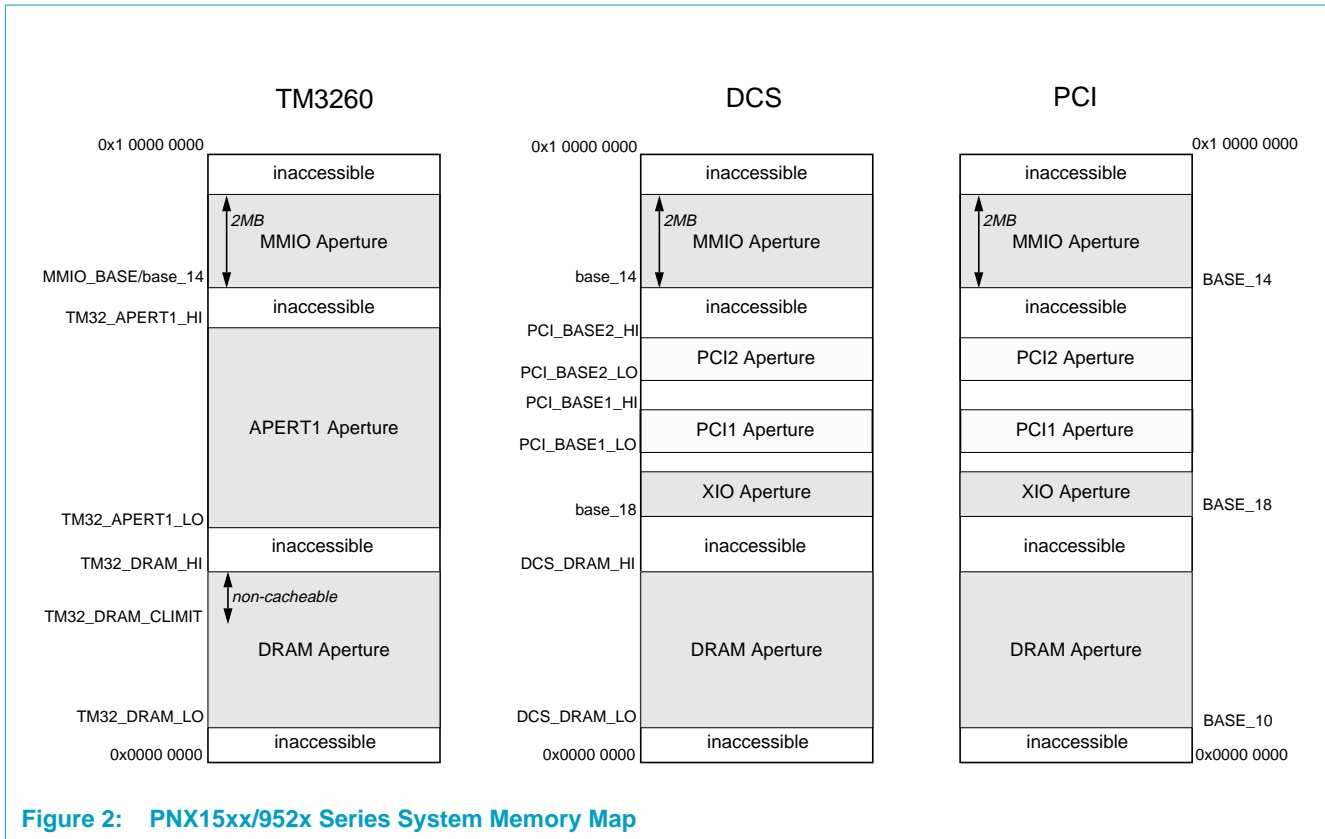 TM3260
0x1 0000 0000
inaccessible
2MB
MMIO Aperture
MMIO_BASE/base_14
inaccessible
TM32_APERT1_HI
APERT1 Aperture
TM32_APERT1_LO
inaccessible
TM32_DRAM_HI
non-cacheable
TM32_DRAM_CLIMIT
DRAM Aperture
TM32_DRAM_LO
inaccessible
0x0000 0000
DCS
0x1 0000 0000
inaccessible
2MB
MMIO Aperture
base_14
inaccessible
PCI_BASE2_HI
PCI2 Aperture
PCI_BASE2_LO
PCI_BASE1_HI
PCI1 Aperture
PCI_BASE1_LO
XIO Aperture
base_18
inaccessible
DCS_DRAM_HI
DRAM Aperture
DCS_DRAM_LO
inaccessible
0x0000 0000
PCI
0x1 0000 0000
inaccessible
2MB
MMIO Aperture
BASE_14
inaccessible
PCI2 Aperture
PCI1 Aperture
XIO Aperture
BASE_18
inaccessible
DRAM Aperture
BASE_10
inaccessible
0x0000 0000
Figure 2: PNX15xx/952x Series System Memory Map